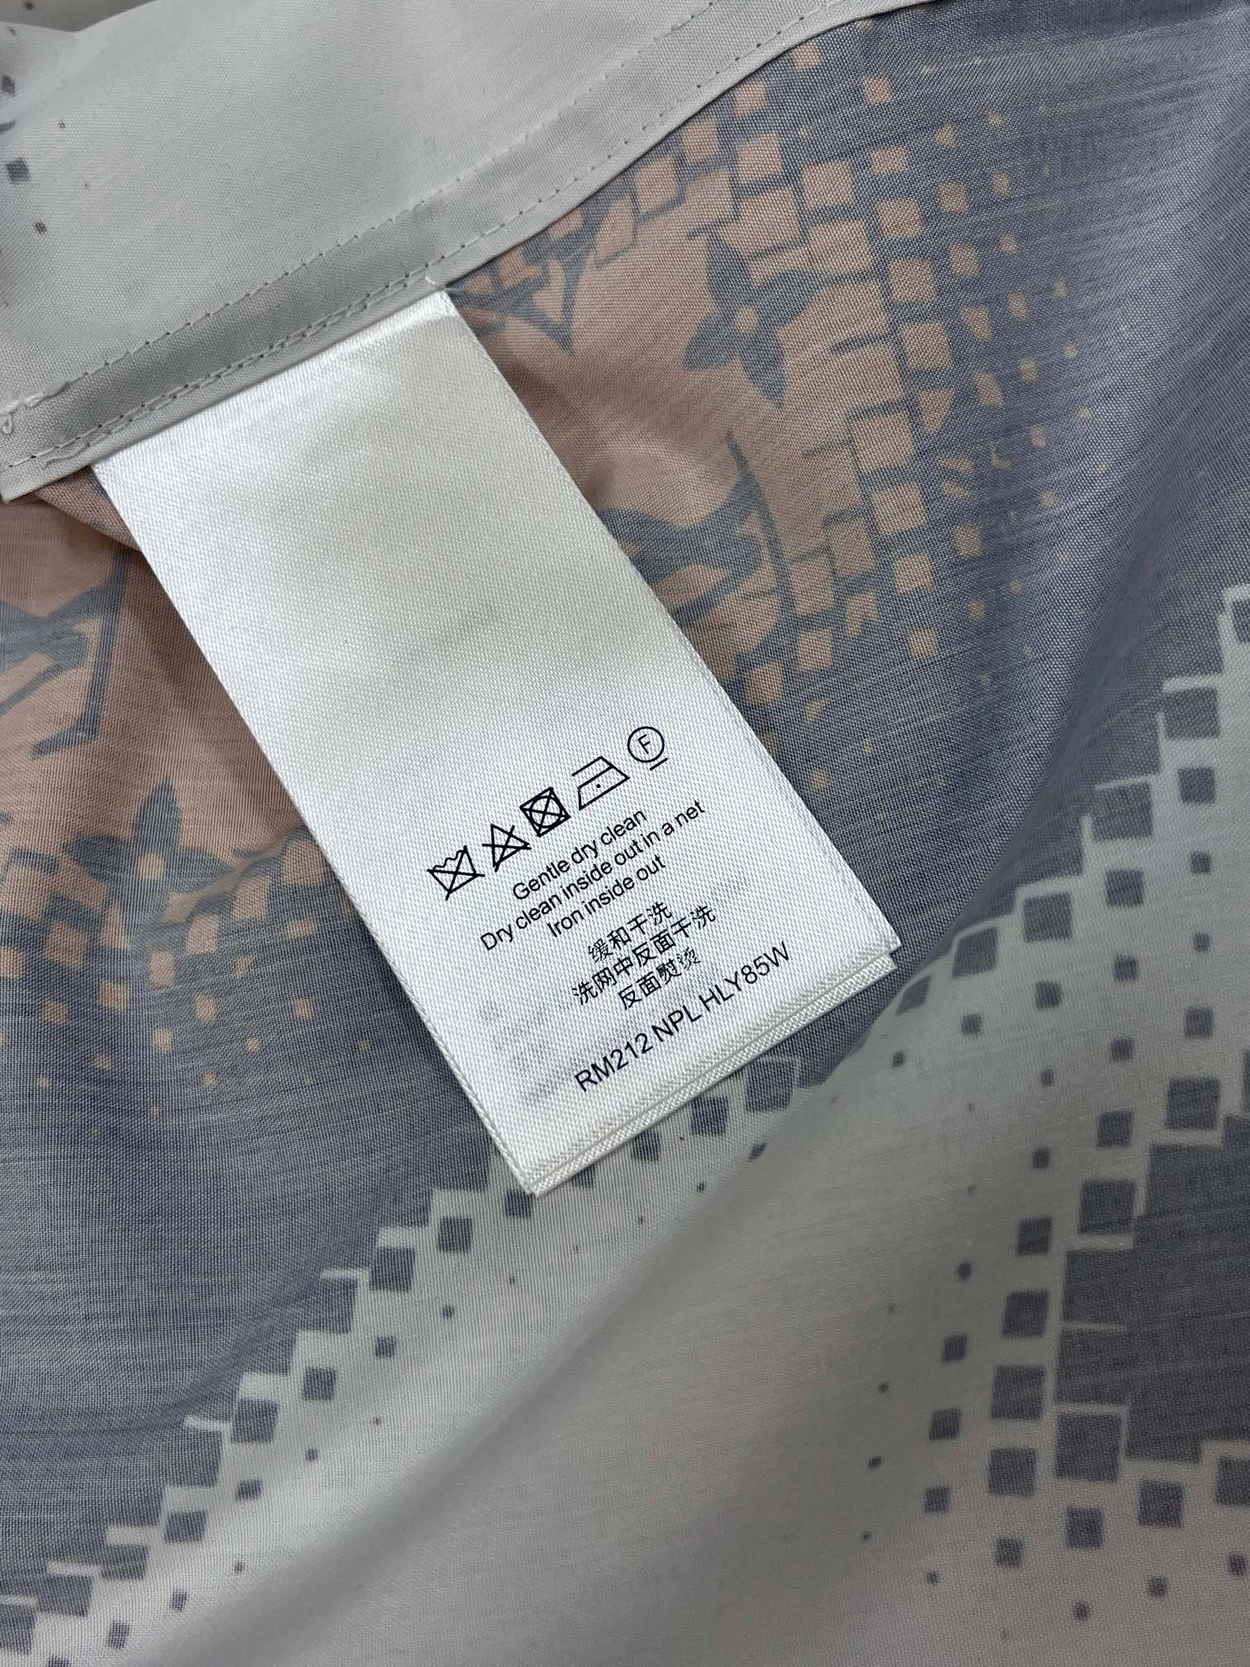 F
Gentle dry clean
Dry clean inside out in a net
Iron inside out
缓和干洗
洗网中反面干洗
反面熨烫
RM212 NPL HLY85W